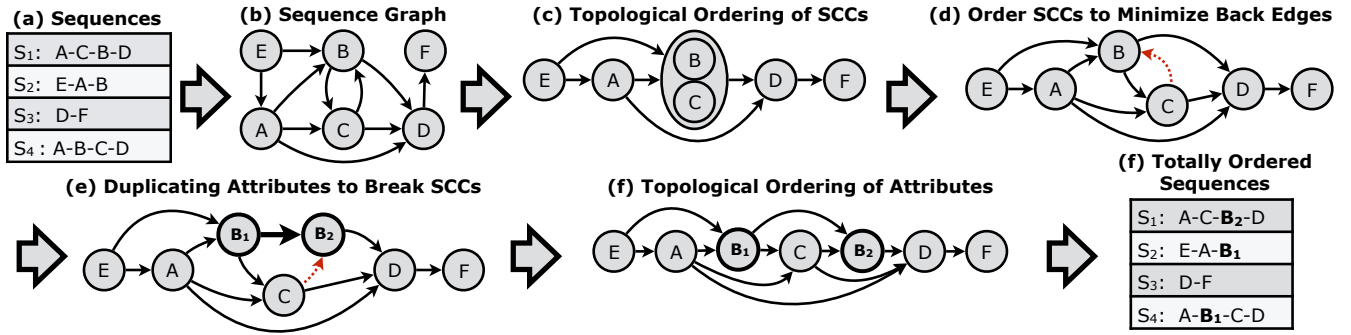 (a) Sequences
S1: A-C-B-D
S2: E-A-B
S3: D-F
S4 : A-B-C-D
(b) Sequence Graph
E B F
A C D
(c) Topological Ordering of SCCs
B
E A D F
C
(d) Order SCCs to Minimize Back Edges
B
E A D F
C
(e) Duplicating Attributes to Break SCCs
B1 B2
E A D F
C
(f) Topological Ordering of Attributes
E A B1 C B2 D F
(f) Totally Ordered
Sequences
S1: A-C-B2-D
S2: E-A-B1
S3: D-F
S4: A-B1-C-D